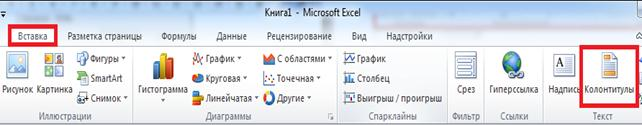 Книга1 - Microsoft Excel
Вставка Разметка страницы Формулы Данные Рецензирование Вид Надстройки
Рисунок Картинка Фигуры SmartArt Снимок Гистограмма График Круговая Линейчатая С областями Точечная Другие График Столбец Выигрыш / проигрыш Срез Гиперссылка Надпись Колонтитулы
Иллюстрации Диаграммы Спарклайны Фильтр Ссылки Текст